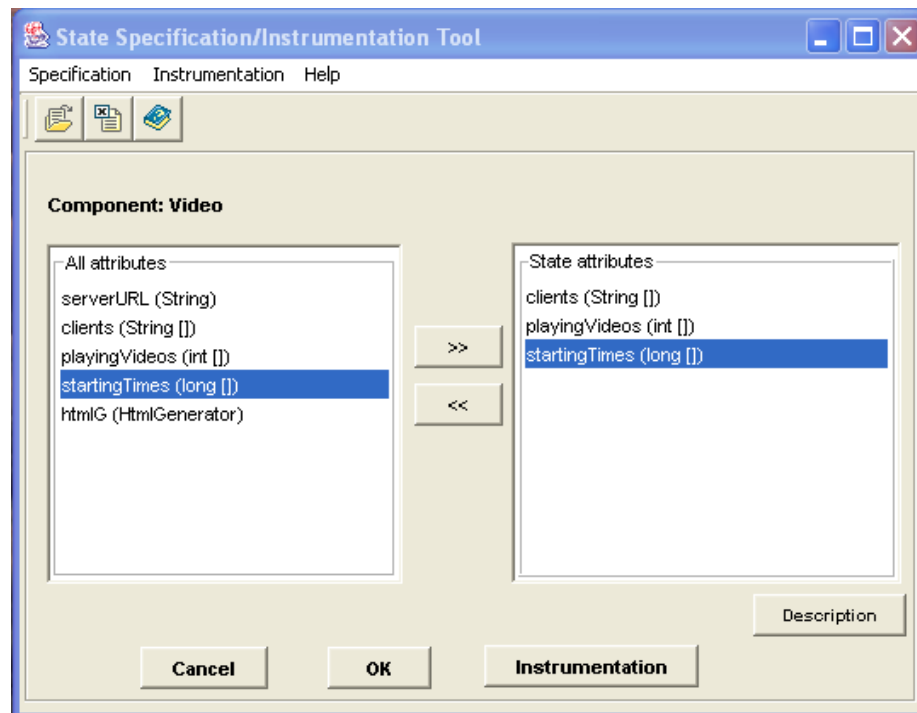 State Specification/Instrumentation Tool
Specification Instrumentation Help
Component: Video
All attributes
serverURL (String)
clients (String [])
playingVideos (int [])
startingTimes (long [])
htmlG (HtmlGenerator)
>>
<<
State attributes
clients (String [])
playingVideos (int [])
startingTimes (long [])
Description
Cancel OK Instrumentation